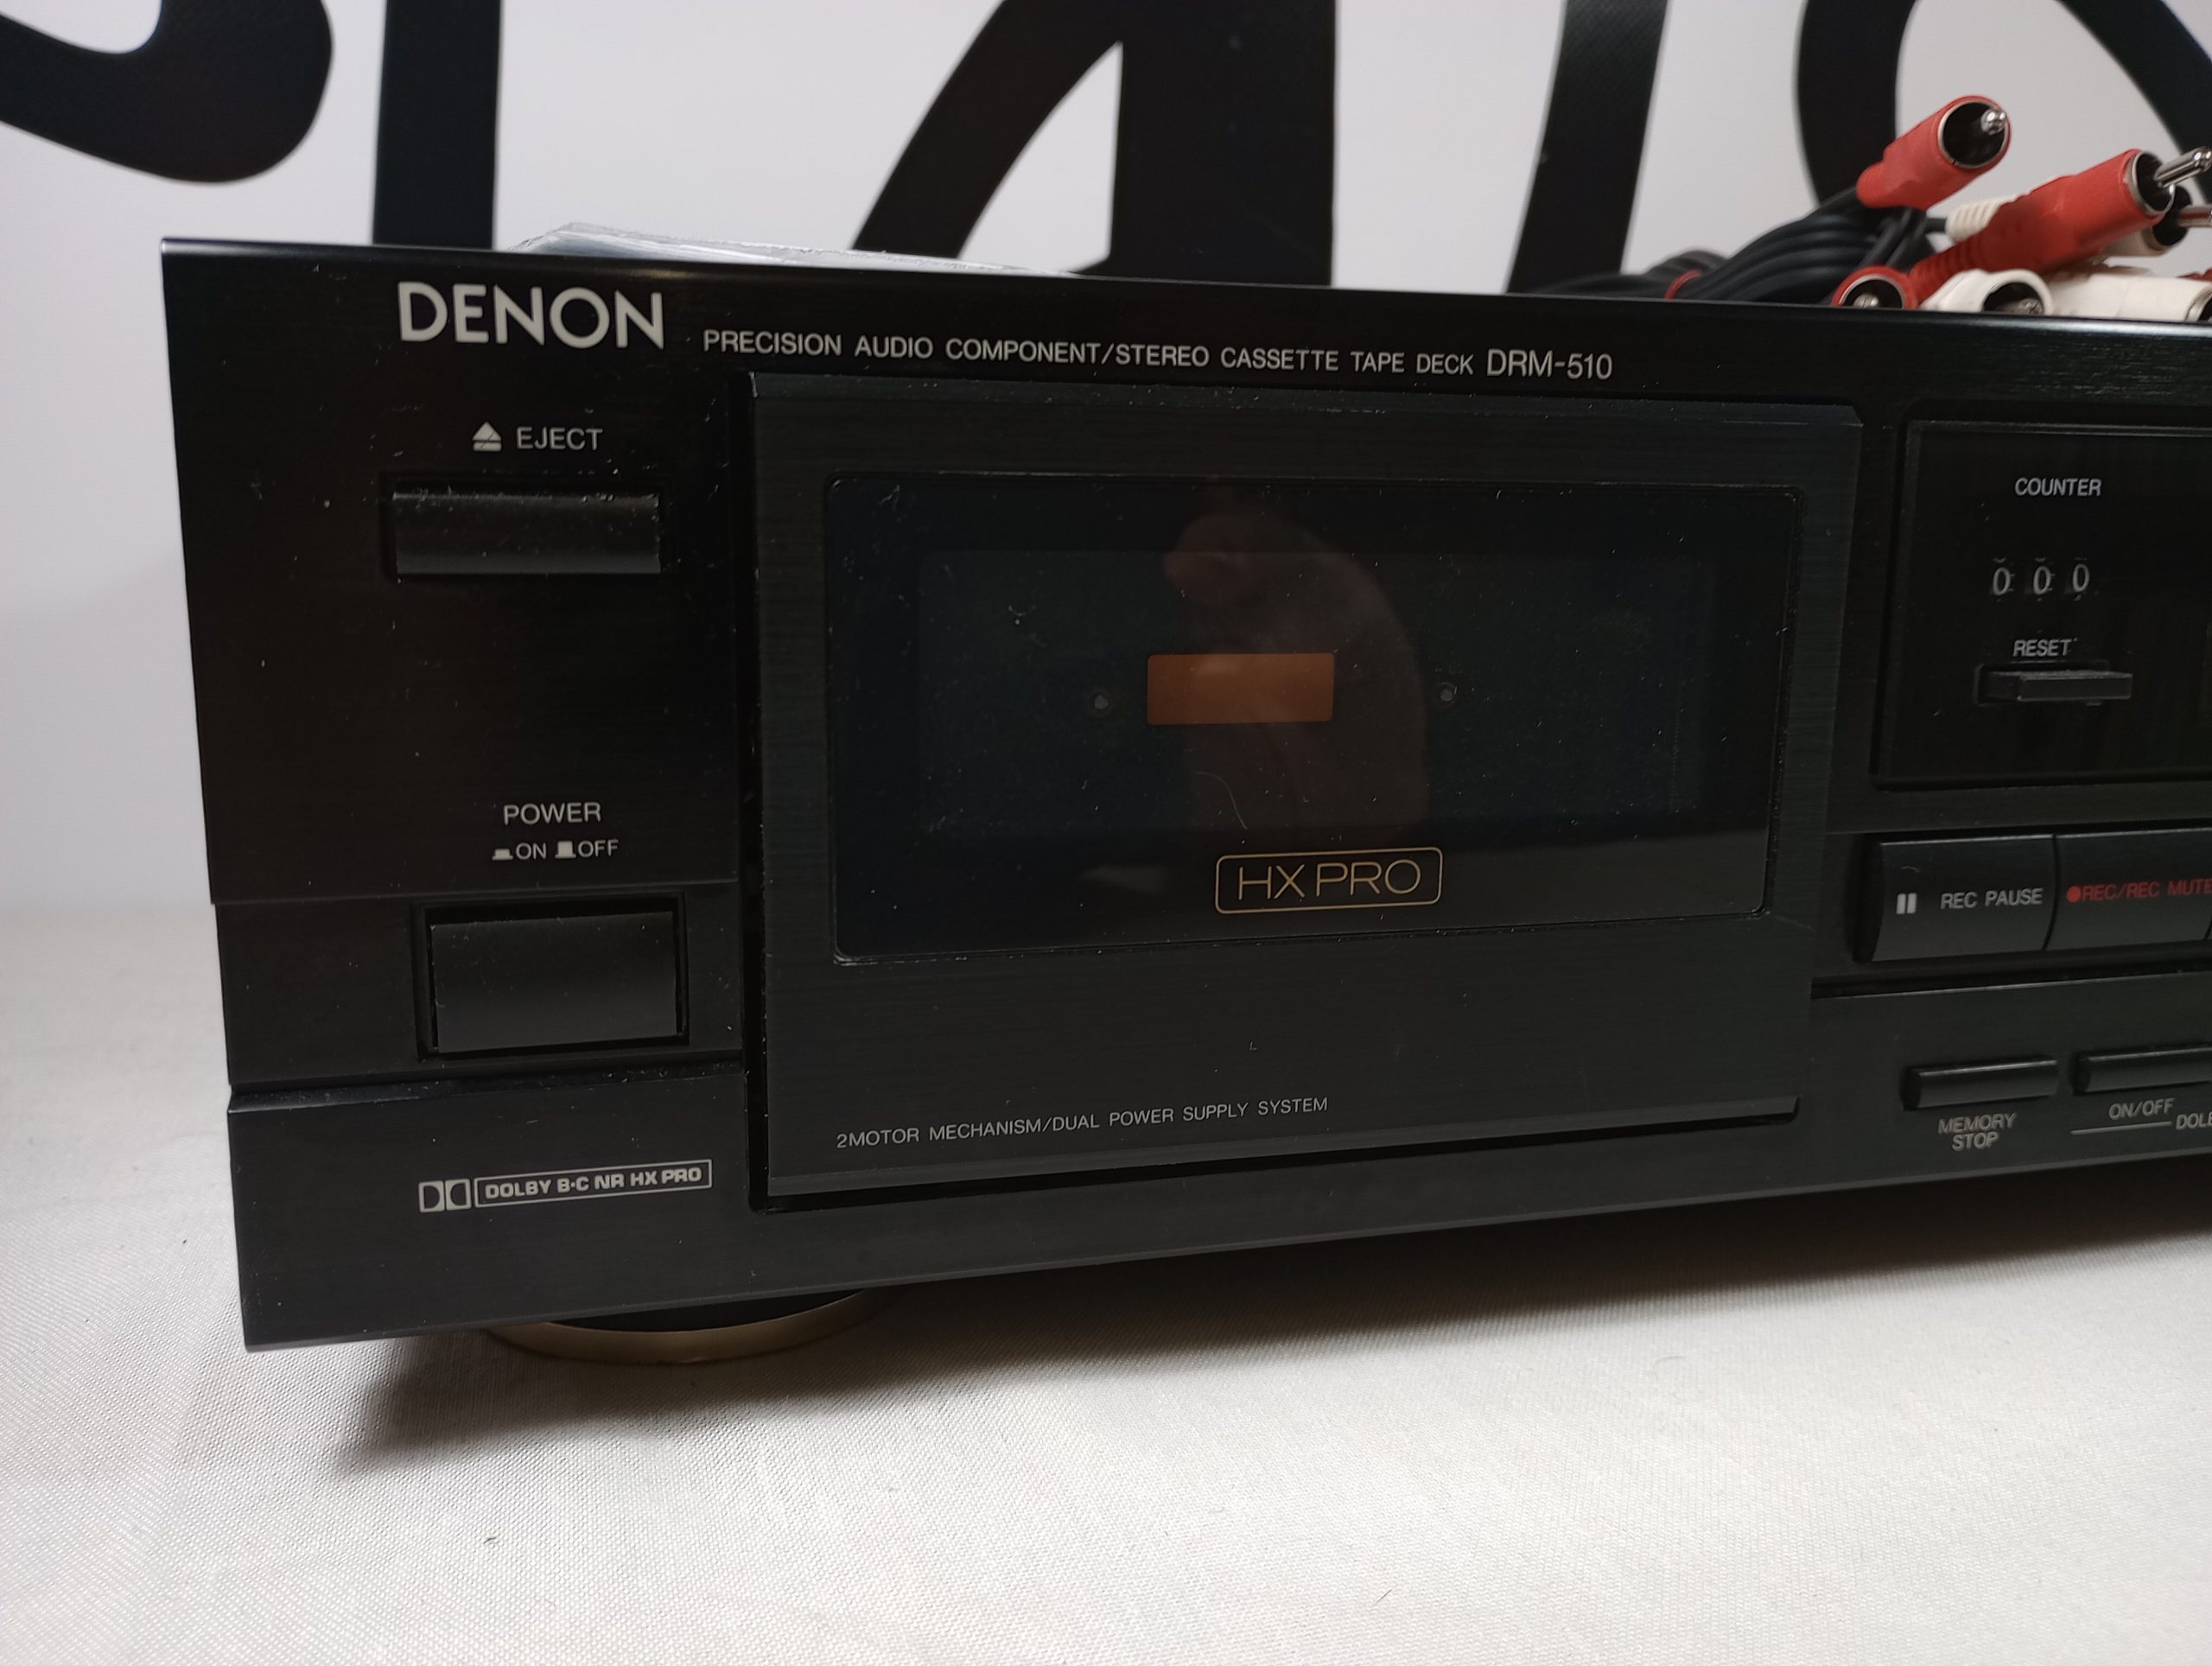 DENON
PRECISION AUDIO COMPONENT/STEREO CASSETTE TAPE DECK DRM-510
EJECT
COUNTER
000
RESET
POWER
ON OFF
HX PRO
REC PAUSE
REC/REC MUTE
2MOTOR MECHANISM/DUAL POWER SUPPLY SYSTEM
MEMORY
STOP
ON/OFF
DOLBY B·C NR HX PRO